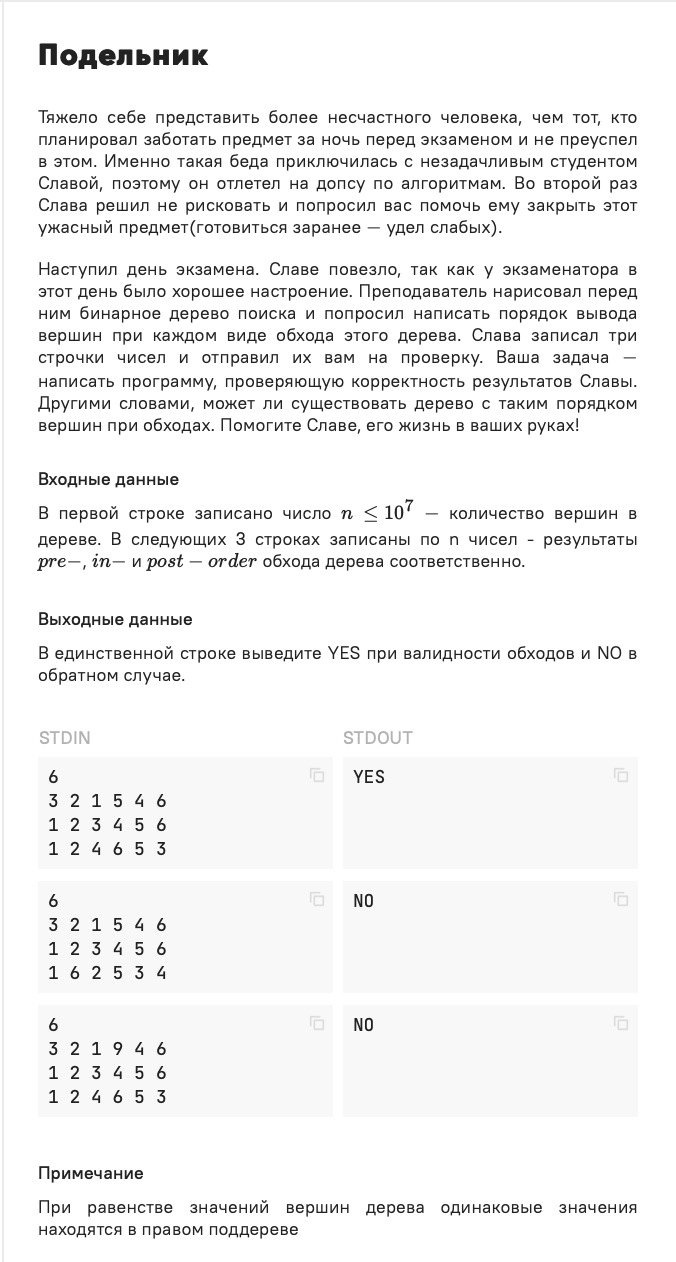 Подельник
Тяжело себе представить более несчастного человека, чем тот, кто
планировал заботать предмет за ночь перед экзаменом и не преуспел
в этом. Именно такая беда приключилась с незадачливым студентом
Славой, поэтому он отлетел на допсу по алгоритмам. Во второй раз
Слава решил не рисковать и попросил вас помочь ему закрыть этот
ужасный предмет(готовиться заранее — удел слабых).
Наступил день экзамена. Славе повезло, так как у экзаменатора в
этот день было хорошее настроение. Преподаватель нарисовал перед
ним бинарное дерево поиска и попросил написать порядок вывода
вершин при каждом виде обхода этого дерева. Слава записал три
строчки чисел и отправил их вам на проверку. Ваша задача —
написать программу, проверяющую корректность результатов Славы.
Другими словами, может ли существовать дерево с таким порядком
вершин при обходах. Помогите Славе, его жизнь в ваших руках!
Входные данные
В первой строке записано число n ≤ 10⁷ — количество вершин в
дереве. В следующих 3 строках записаны по n чисел - результаты
pre−, in− и post − order обхода дерева соответственно.
Выходные данные
В единственной строке выведите YES при валидности обходов и NO в
обратном случае.
STDIN STDOUT
6 YES
3 2 1 5 4 6
1 2 3 4 5 6
1 2 4 6 5 3
6 NO
3 2 1 5 4 6
1 2 3 4 5 6
1 6 2 5 3 4
6 NO
3 2 1 9 4 6
1 2 3 4 5 6
1 2 4 6 5 3
Примечание
При равенстве значений вершин дерева одинаковые значения
находятся в правом поддереве